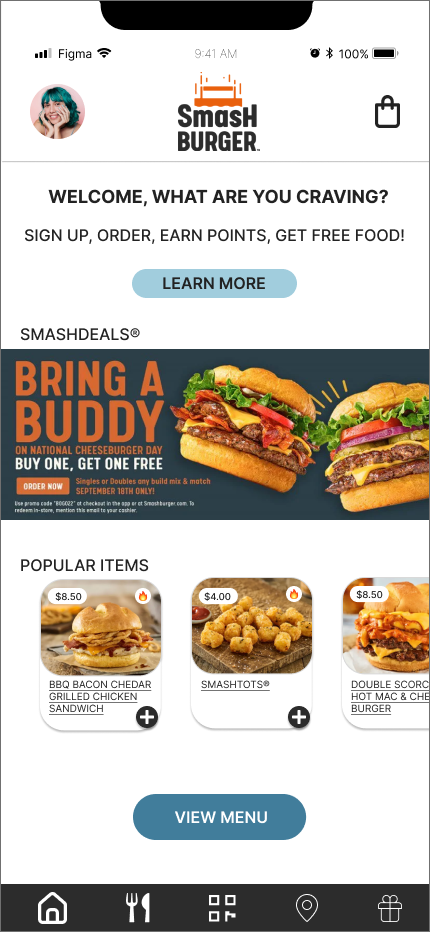 Figma 9:41 AM 100%
SmasH
BURGER
WELCOME, WHAT ARE YOU CRAVING?
SIGN UP, ORDER, EARN POINTS, GET FREE FOOD!
LEARN MORE
SMASHDEALS®
BRING A
BUDDY
ON NATIONAL CHEESEBURGER DAY
BUY ONE, GET ONE FREE
ORDER NOW
Singles or Doubles any build mix & match
SEPTEMBER 18TH ONLY!
Use promo code "BOGO22" at checkout in the app or at Smashburger.com. To
redeem in-store, mention this email to your cashier.
POPULAR ITEMS
$8.50
BBQ BACON CHEDAR
GRILLED CHICKEN
SANDWICH
$4.00
SMASHTOTS®
$8.50
DOUBLE SCORC
HOT MAC & CHE
BURGER
VIEW MENU